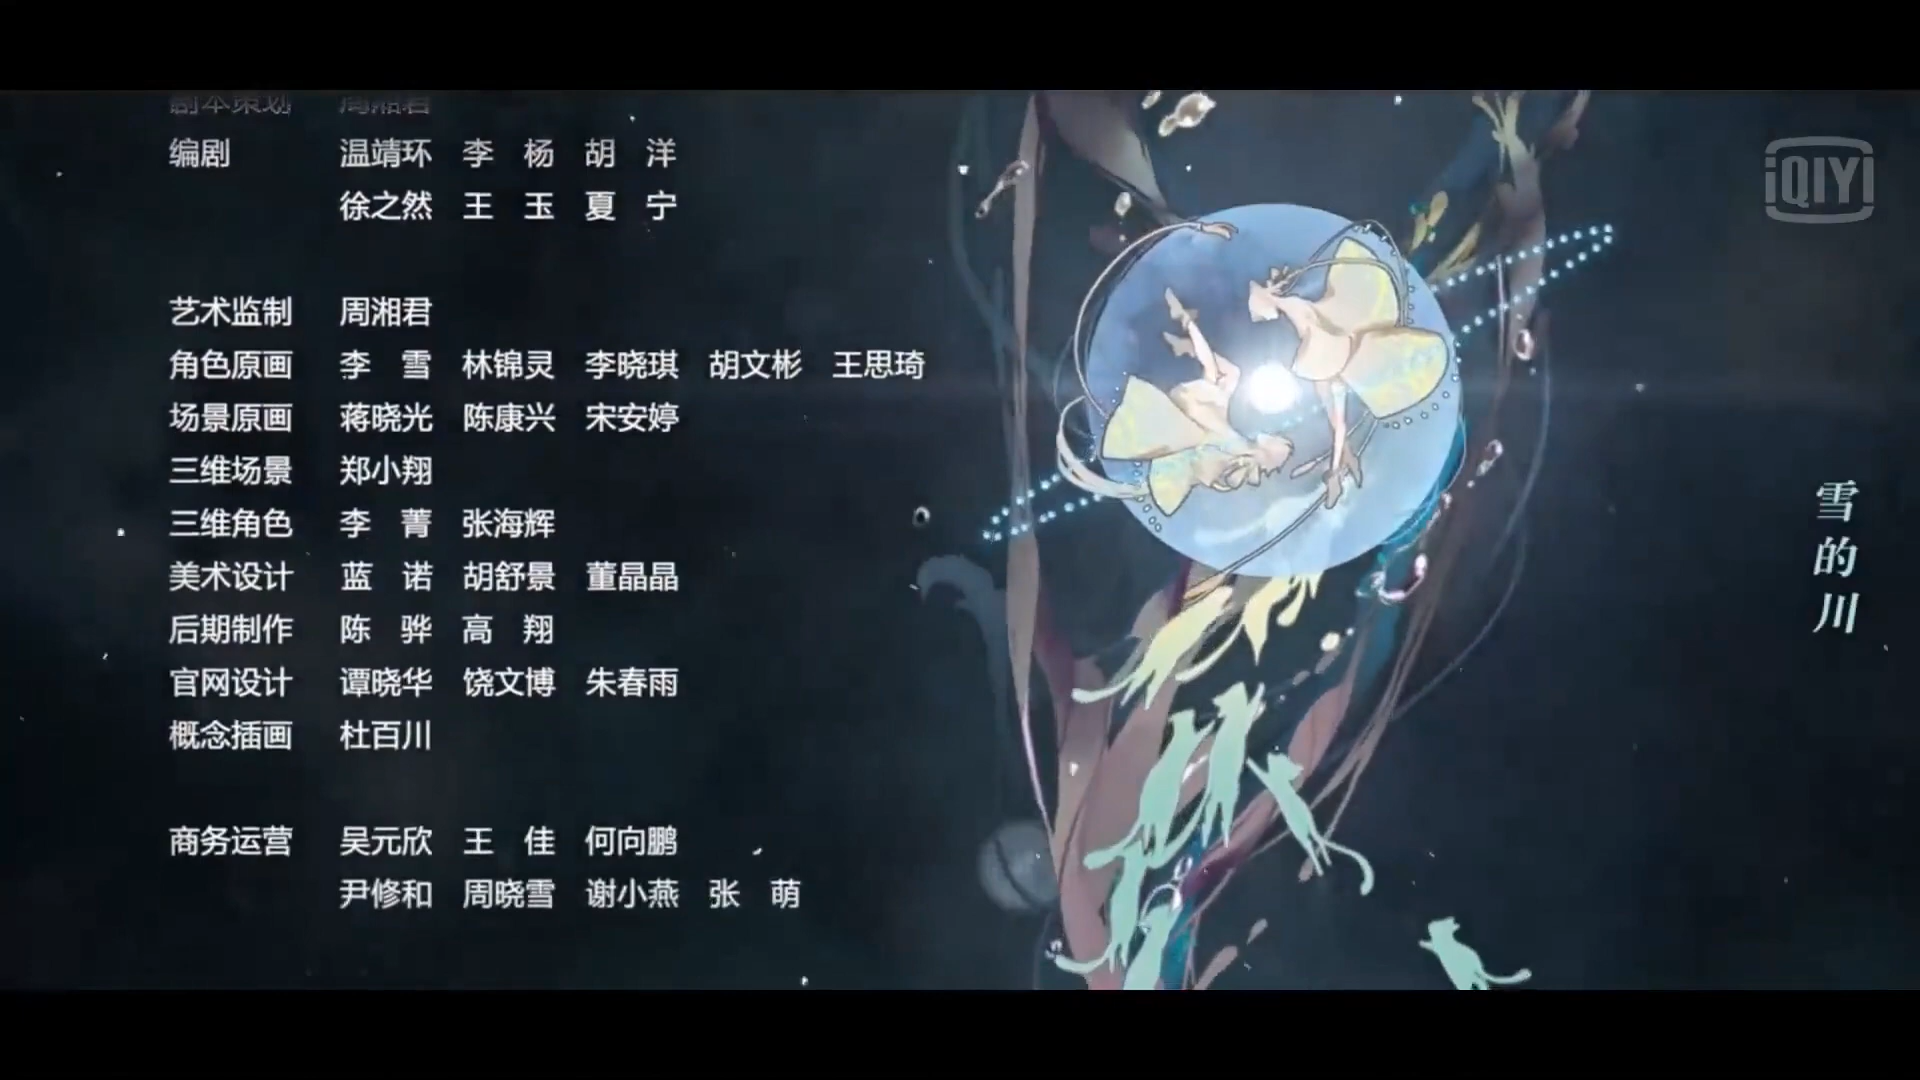 编剧 温靖环 李 杨 胡 洋
徐之然 王 玉 夏 宁
艺术监制 周湘君
角色原画 李 雪 林锦灵 李晓琪 胡文彬 王思琦
场景原画 蒋晓光 陈康兴 宋安婷
三维场景 郑小翔
三维角色 李 菁 张海辉
美术设计 蓝 诺 胡舒景 董晶晶
后期制作 陈 骅 高 翔
官网设计 谭晓华 饶文博 朱春雨
概念插画 杜百川
商务运营 吴元欣 王 佳 何向鹏
尹修和 周晓雪 谢小燕 张 萌
iQIYI
雪的川